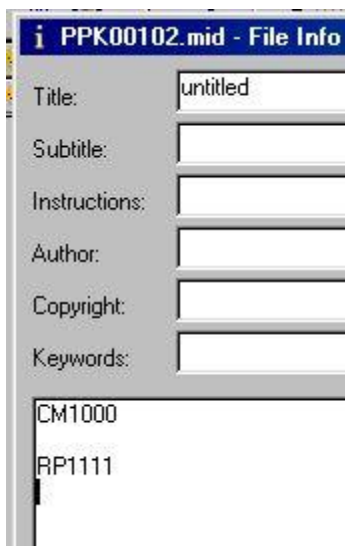 i PPK00102.mid - File Info
Title: untitled
Subtitle:
Instructions:
Author:
Copyright:
Keywords:
CM1000
RP1111